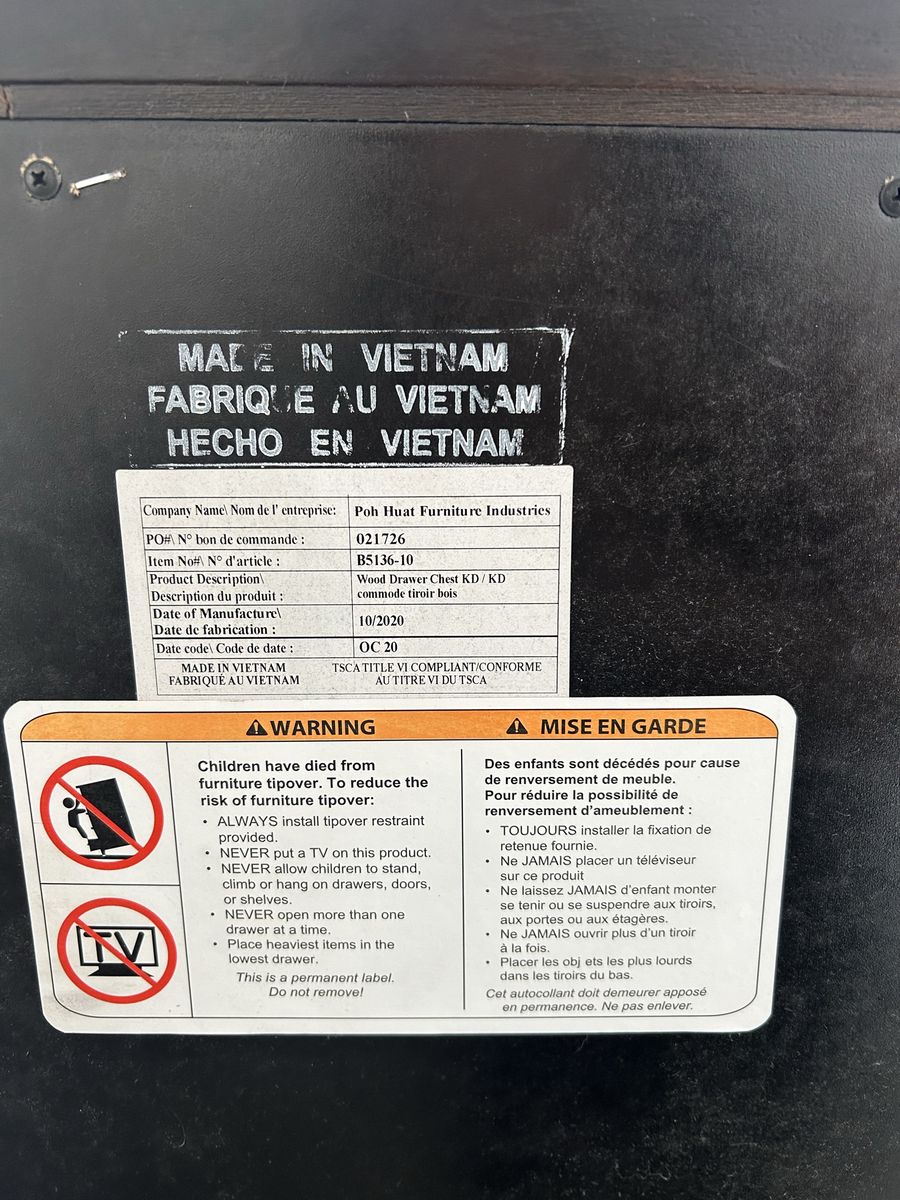 MADE IN VIETNAM
FABRIQUE AU VIETNAM
HECHO EN VIETNAM
Company Name\ Nom de l' entreprise: Poh Huat Furniture Industries
PO#\ N° bon de commande : 021726
Item No#\ N° d'article : B5136-10
Product Description\
Description du produit :
Wood Drawer Chest KD / KD
commode tiroir bois
Date of Manufacture\
Date de fabrication :
10/2020
Date code\ Code de date : OC 20
MADE IN VIETNAM
FABRIQUÉ AU VIETNAM
TSCA TITLE VI COMPLIANT/CONFORME
AU TITRE VI DU TSCA
WARNING
Children have died from
furniture tipover. To reduce the
risk of furniture tipover:
• ALWAYS install tipover restraint
provided.
• NEVER put a TV on this product.
• NEVER allow children to stand,
climb or hang on drawers, doors,
or shelves.
• NEVER open more than one
drawer at a time.
• Place heaviest items in the
lowest drawer.
This is a permanent label.
Do not remove!
MISE EN GARDE
Des enfants sont décédés pour cause
de renversement de meuble.
Pour réduire la possibilité de
renversement d'ameublement :
• TOUJOURS installer la fixation de
retenue fournie.
• Ne JAMAIS placer un téléviseur
sur ce produit
• Ne laissez JAMAIS d'enfant monter
se tenir ou se suspendre aux tiroirs,
aux portes ou aux étagères.
• Ne JAMAIS ouvrir plus d'un tiroir
à la fois.
• Placer les obj ets les plus lourds
dans les tiroirs du bas.
Cet autocollant doit demeurer apposé
en permanence. Ne pas enlever.
TV